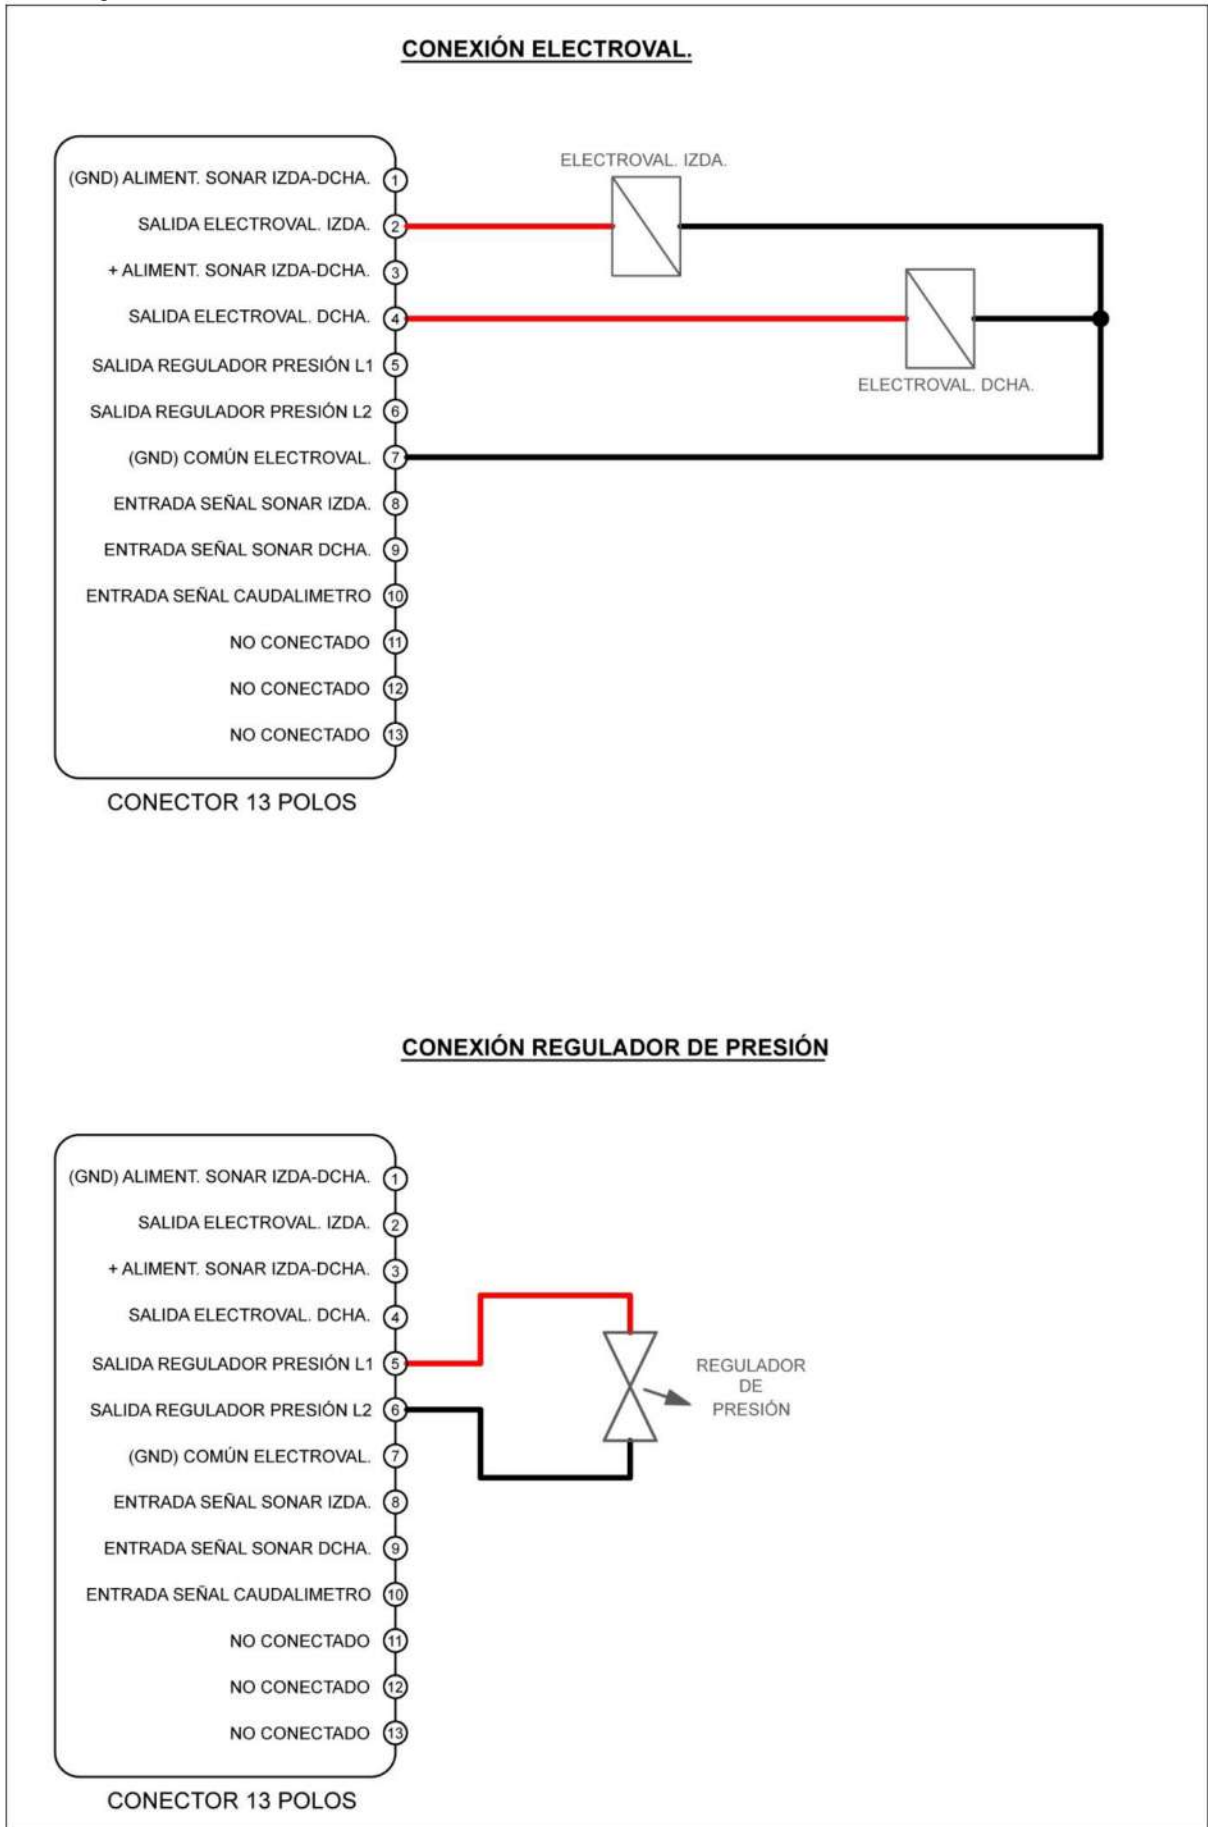 CONEXIÓN ELECTROVAL.
ELECTROVAL. IZDA.
(GND) ALIMENT. SONAR IZDA-DCHA. 1
SALIDA ELECTROVAL. IZDA. 2
+ ALIMENT. SONAR IZDA-DCHA. 3
SALIDA ELECTROVAL. DCHA. 4
SALIDA REGULADOR PRESIÓN L1 5
ELECTROVAL. DCHA.
SALIDA REGULADOR PRESIÓN L2 6
(GND) COMÚN ELECTROVAL. 7
ENTRADA SEÑAL SONAR IZDA. 8
ENTRADA SEÑAL SONAR DCHA. 9
ENTRADA SEÑAL CAUDALIMETRO 10
NO CONECTADO 11
NO CONECTADO 12
NO CONECTADO 13
CONECTOR 13 POLOS
CONEXIÓN REGULADOR DE PRESIÓN
(GND) ALIMENT. SONAR IZDA-DCHA. 1
SALIDA ELECTROVAL. IZDA. 2
+ ALIMENT. SONAR IZDA-DCHA. 3
SALIDA ELECTROVAL. DCHA. 4
SALIDA REGULADOR PRESIÓN L1 5
REGULADOR
DE
PRESIÓN
SALIDA REGULADOR PRESIÓN L2 6
(GND) COMÚN ELECTROVAL. 7
ENTRADA SEÑAL SONAR IZDA. 8
ENTRADA SEÑAL SONAR DCHA. 9
ENTRADA SEÑAL CAUDALIMETRO 10
NO CONECTADO 11
NO CONECTADO 12
NO CONECTADO 13
CONECTOR 13 POLOS